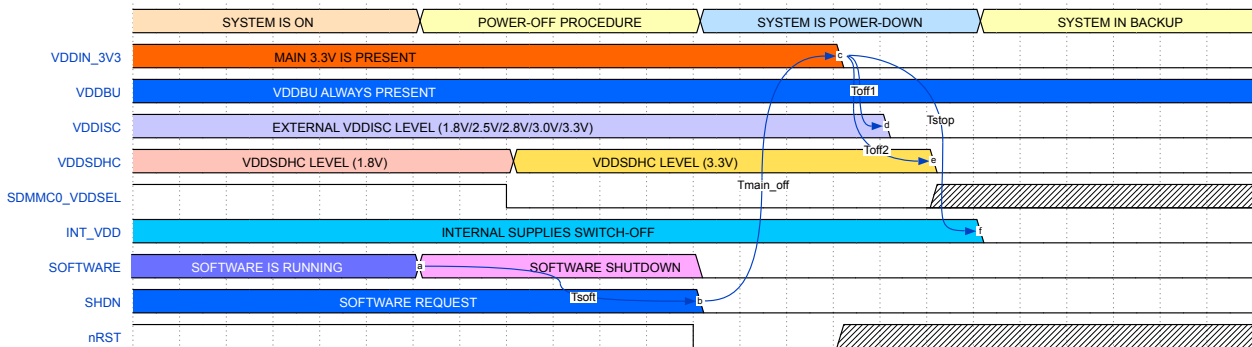 SYSTEM IS ON POWER-OFF PROCEDURE SYSTEM IS POWER-DOWN SYSTEM IN BACKUP
VDDIN_3V3 MAIN 3.3V IS PRESENT c
VDDBU VDDBU ALWAYS PRESENT Toff1
VDDISC EXTERNAL VDDISC LEVEL (1.8V/2.5V/2.8V/3.0V/3.3V) d Tstop
Toff2
VDDSDHC VDDSDHC LEVEL (1.8V) VDDSDHC LEVEL (3.3V) e
Tmain_off
SDMMC0_VDDSEL
INT_VDD INTERNAL SUPPLIES SWITCH-OFF f
SOFTWARE SOFTWARE IS RUNNING a SOFTWARE SHUTDOWN
Tsoft
SHDN SOFTWARE REQUEST b
nRST